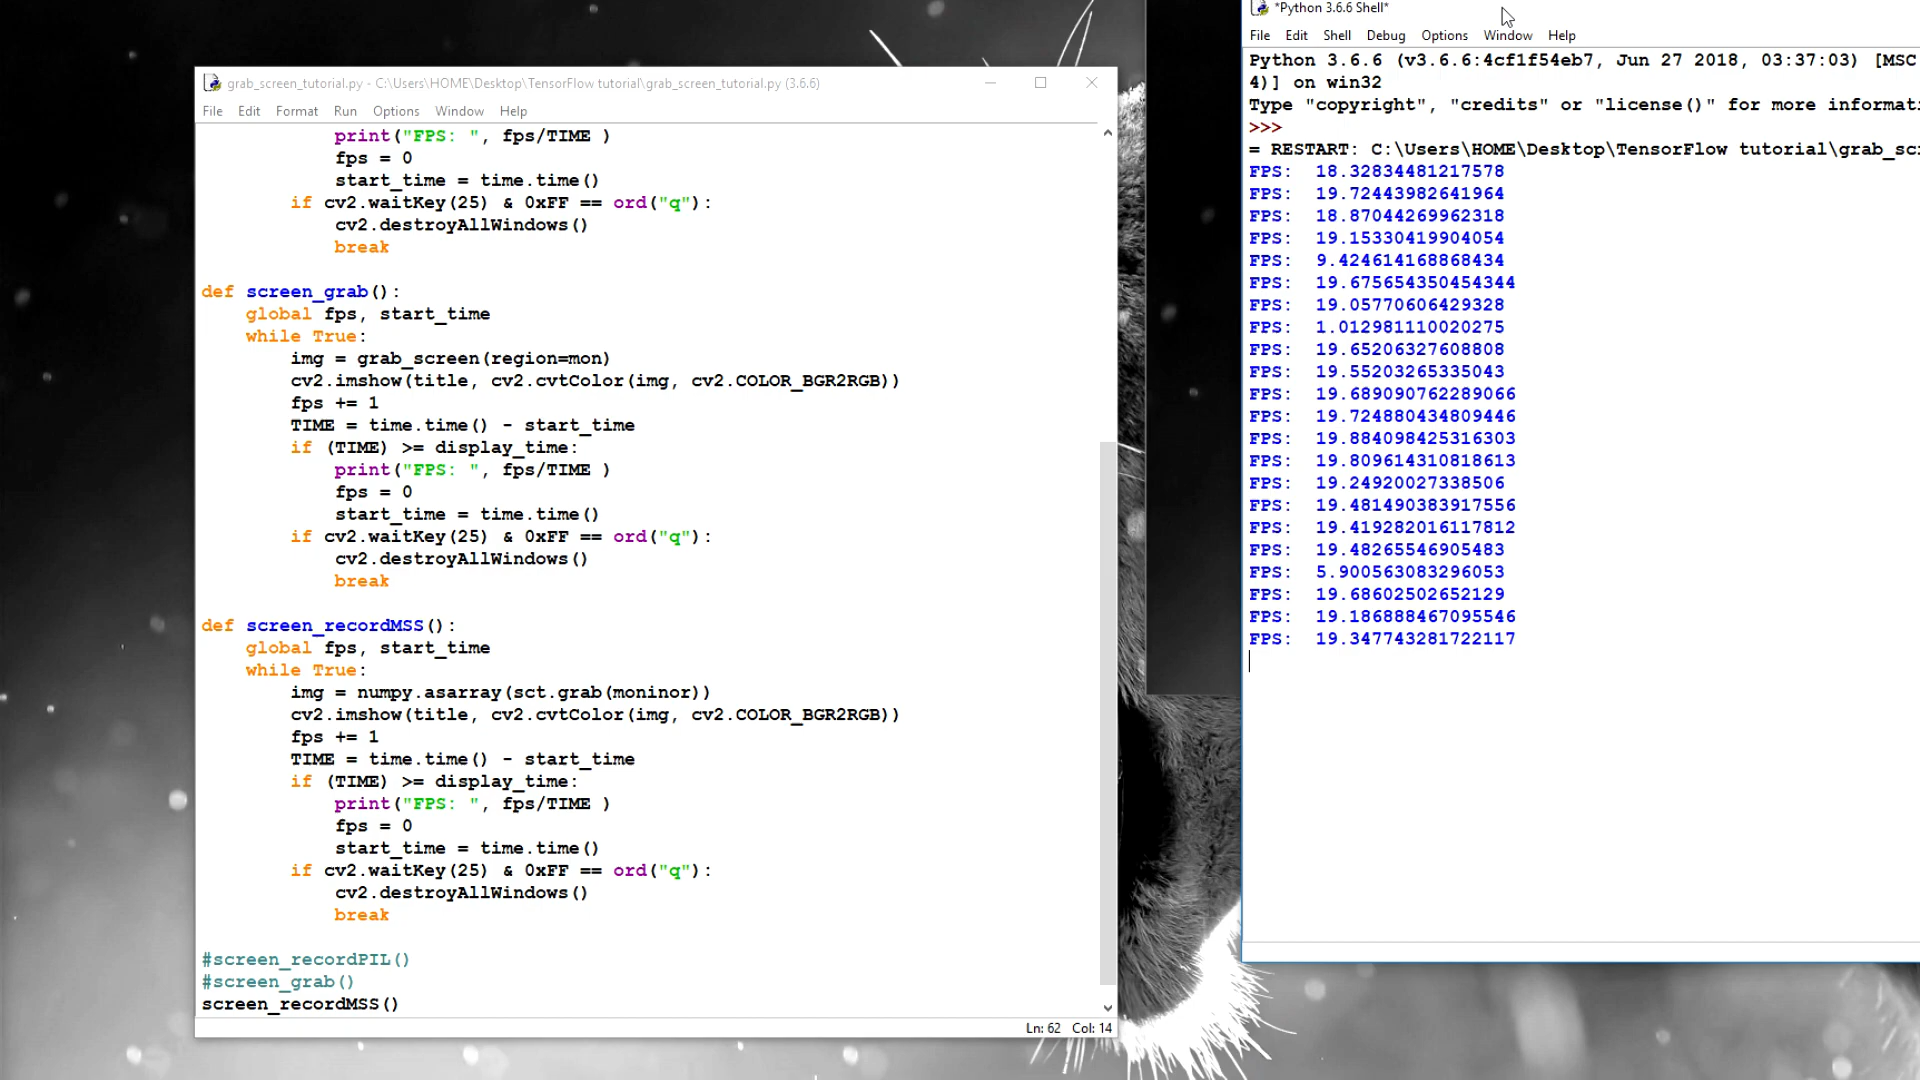 grab_screen_tutorial.py - C:\Users\HOME\Desktop\TensorFlow tutorial\grab_screen_tutorial.py (3.6.6)
File Edit Format Run Options Window Help
print("FPS: ", fps/TIME )
fps = 0
start_time = time.time()
if cv2.waitKey(25) & 0xFF == ord("q"):
cv2.destroyAllWindows()
break
def screen_grab():
global fps, start_time
while True:
img = grab_screen(region=mon)
cv2.imshow(title, cv2.cvtColor(img, cv2.COLOR_BGR2RGB))
fps += 1
TIME = time.time() - start_time
if (TIME) >= display_time:
print("FPS: ", fps/TIME )
fps = 0
start_time = time.time()
if cv2.waitKey(25) & 0xFF == ord("q"):
cv2.destroyAllWindows()
break
def screen_recordMSS():
global fps, start_time
while True:
img = numpy.asarray(sct.grab(moninor))
cv2.imshow(title, cv2.cvtColor(img, cv2.COLOR_BGR2RGB))
fps += 1
TIME = time.time() - start_time
if (TIME) >= display_time:
print("FPS: ", fps/TIME )
fps = 0
start_time = time.time()
if cv2.waitKey(25) & 0xFF == ord("q"):
cv2.destroyAllWindows()
break
#screen_recordPIL()
#screen_grab()
screen_recordMSS()
Ln: 62 Col: 14
*Python 3.6.6 Shell*
File Edit Shell Debug Options Window Help
Python 3.6.6 (v3.6.6:4cf1f54eb7, Jun 27 2018, 03:37:03) [MSC
4)] on win32
Type "copyright", "credits" or "license()" for more informati
>>>
= RESTART: C:\Users\HOME\Desktop\TensorFlow tutorial\grab_sc
FPS: 18.32834481217578
FPS: 19.72443982641964
FPS: 18.87044269962318
FPS: 19.15330419904054
FPS: 9.424614168868434
FPS: 19.675654350454344
FPS: 19.05770606429328
FPS: 1.012981110020275
FPS: 19.65206327608808
FPS: 19.55203265335043
FPS: 19.689090762289066
FPS: 19.724880434809446
FPS: 19.884098425316303
FPS: 19.809614310818613
FPS: 19.24920027338506
FPS: 19.481490383917556
FPS: 19.419282016117812
FPS: 19.48265546905483
FPS: 5.900563083296053
FPS: 19.68602502652129
FPS: 19.186888467095546
FPS: 19.347743281722117